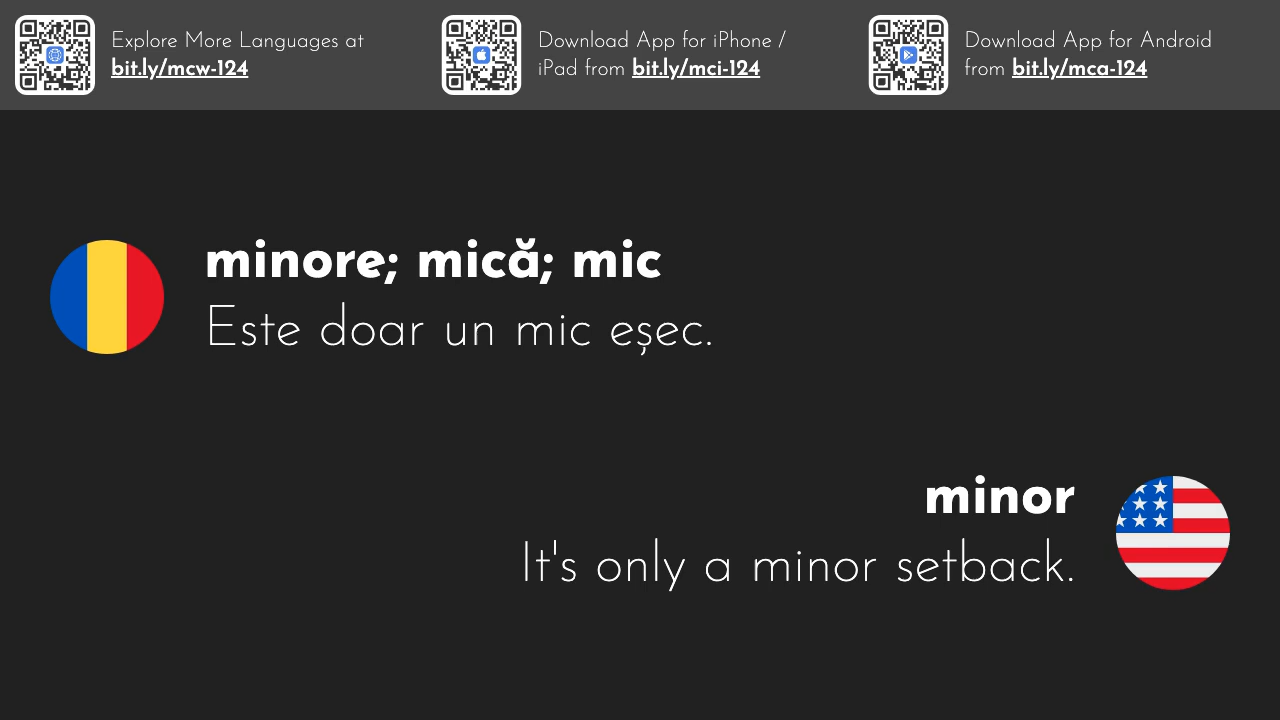 Explore More Languages at
bit.ly/mcw-124
Download App for iPhone /
iPad from bit.ly/mci-124
Download App for Android
from bit.ly/mca-124
minore; mică; mic
Este doar un mic eșec.
minor
It's only a minor setback.